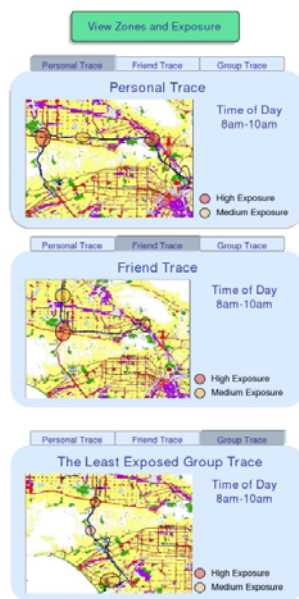 View Zones and Exposure
Personal Trace Friend Trace Group Trace
Personal Trace
Time of Day
8am-10am
High Exposure
Medium Exposure
Personal Trace Friend Trace Group Trace
Friend Trace
Time of Day
8am-10am
High Exposure
Medium Exposure
Personal Trace Friend Trace Group Trace
The Least Exposed Group Trace
Time of Day
8am-10am
High Exposure
Medium Exposure